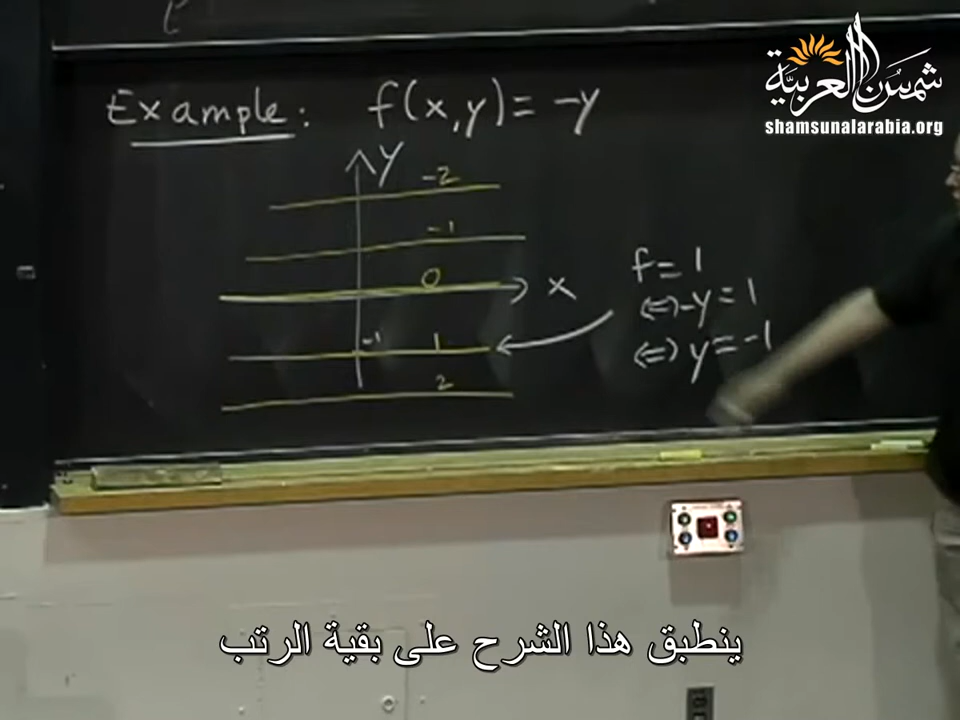 شمس العربية
shamsunalarabia.org
Example: f(x,y) = -y
y
-2
-1
0
x
f = 1
⇔ -y = 1
-1
1
⇔ y = -1
2
ينطبق هذا الشرح على بقية الرتب